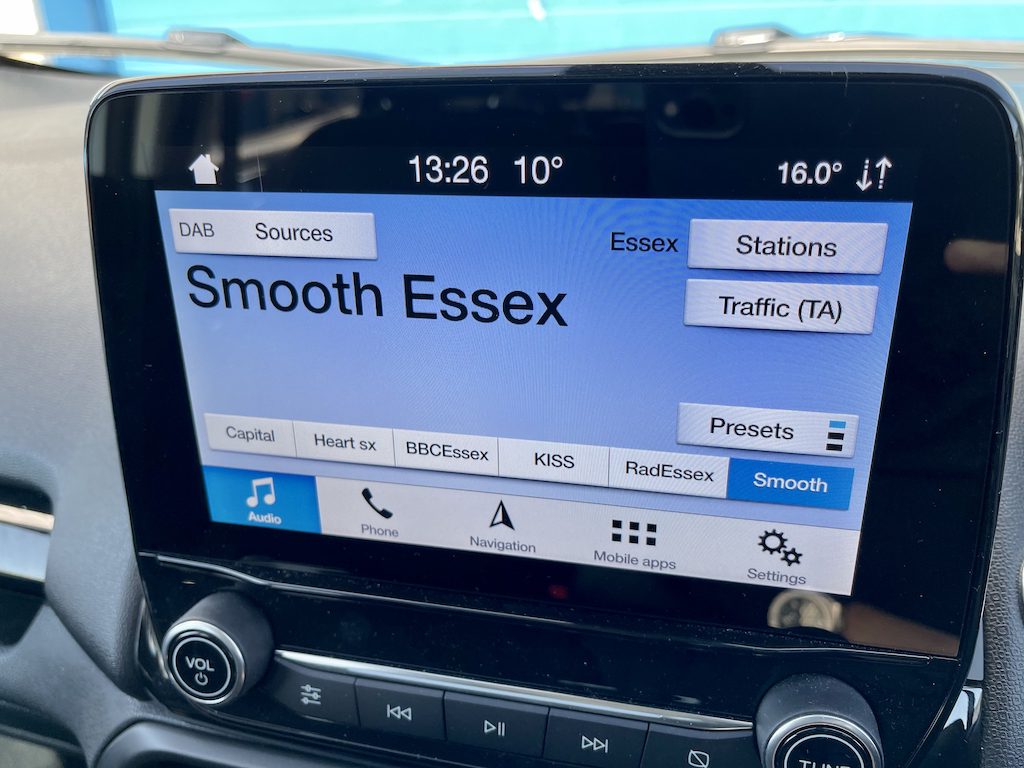 13:26 10° 16.0°
DAB Sources
Essex Stations
Smooth Essex
Traffic (TA)
Presets
Capital Heart sx BBCEssex KISS RadEssex Smooth
Audio Phone Navigation Mobile apps Settings
VOL
TUNE